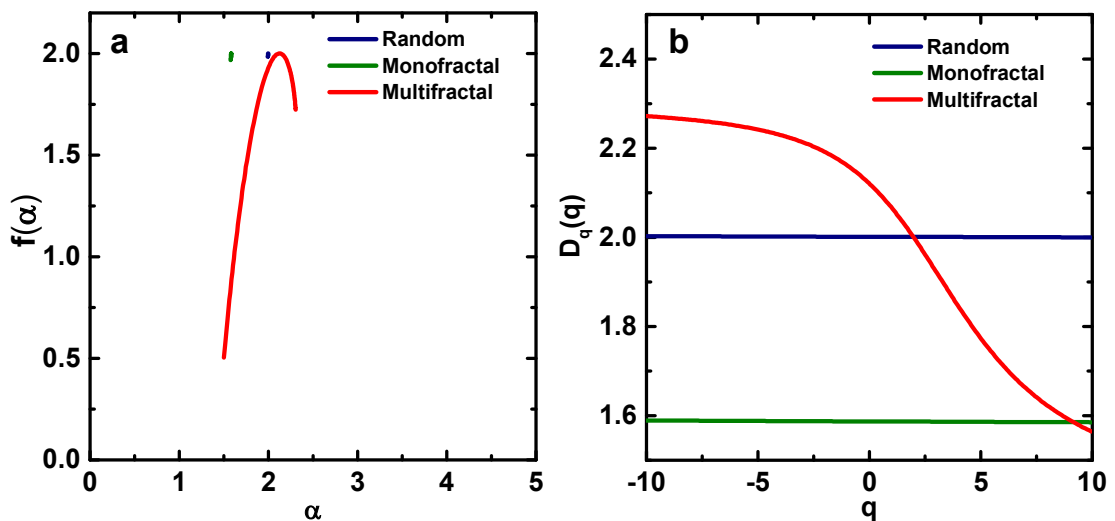 a
Random
Monofractal
Multifractal
2.0
1.5
1.0
0.5
0.0
f(α)
0
1
2
3
4
5
α
b
Random
Monofractal
Multifractal
2.4
2.2
2.0
1.8
1.6
D_q(q)
-10
-5
0
5
10
q